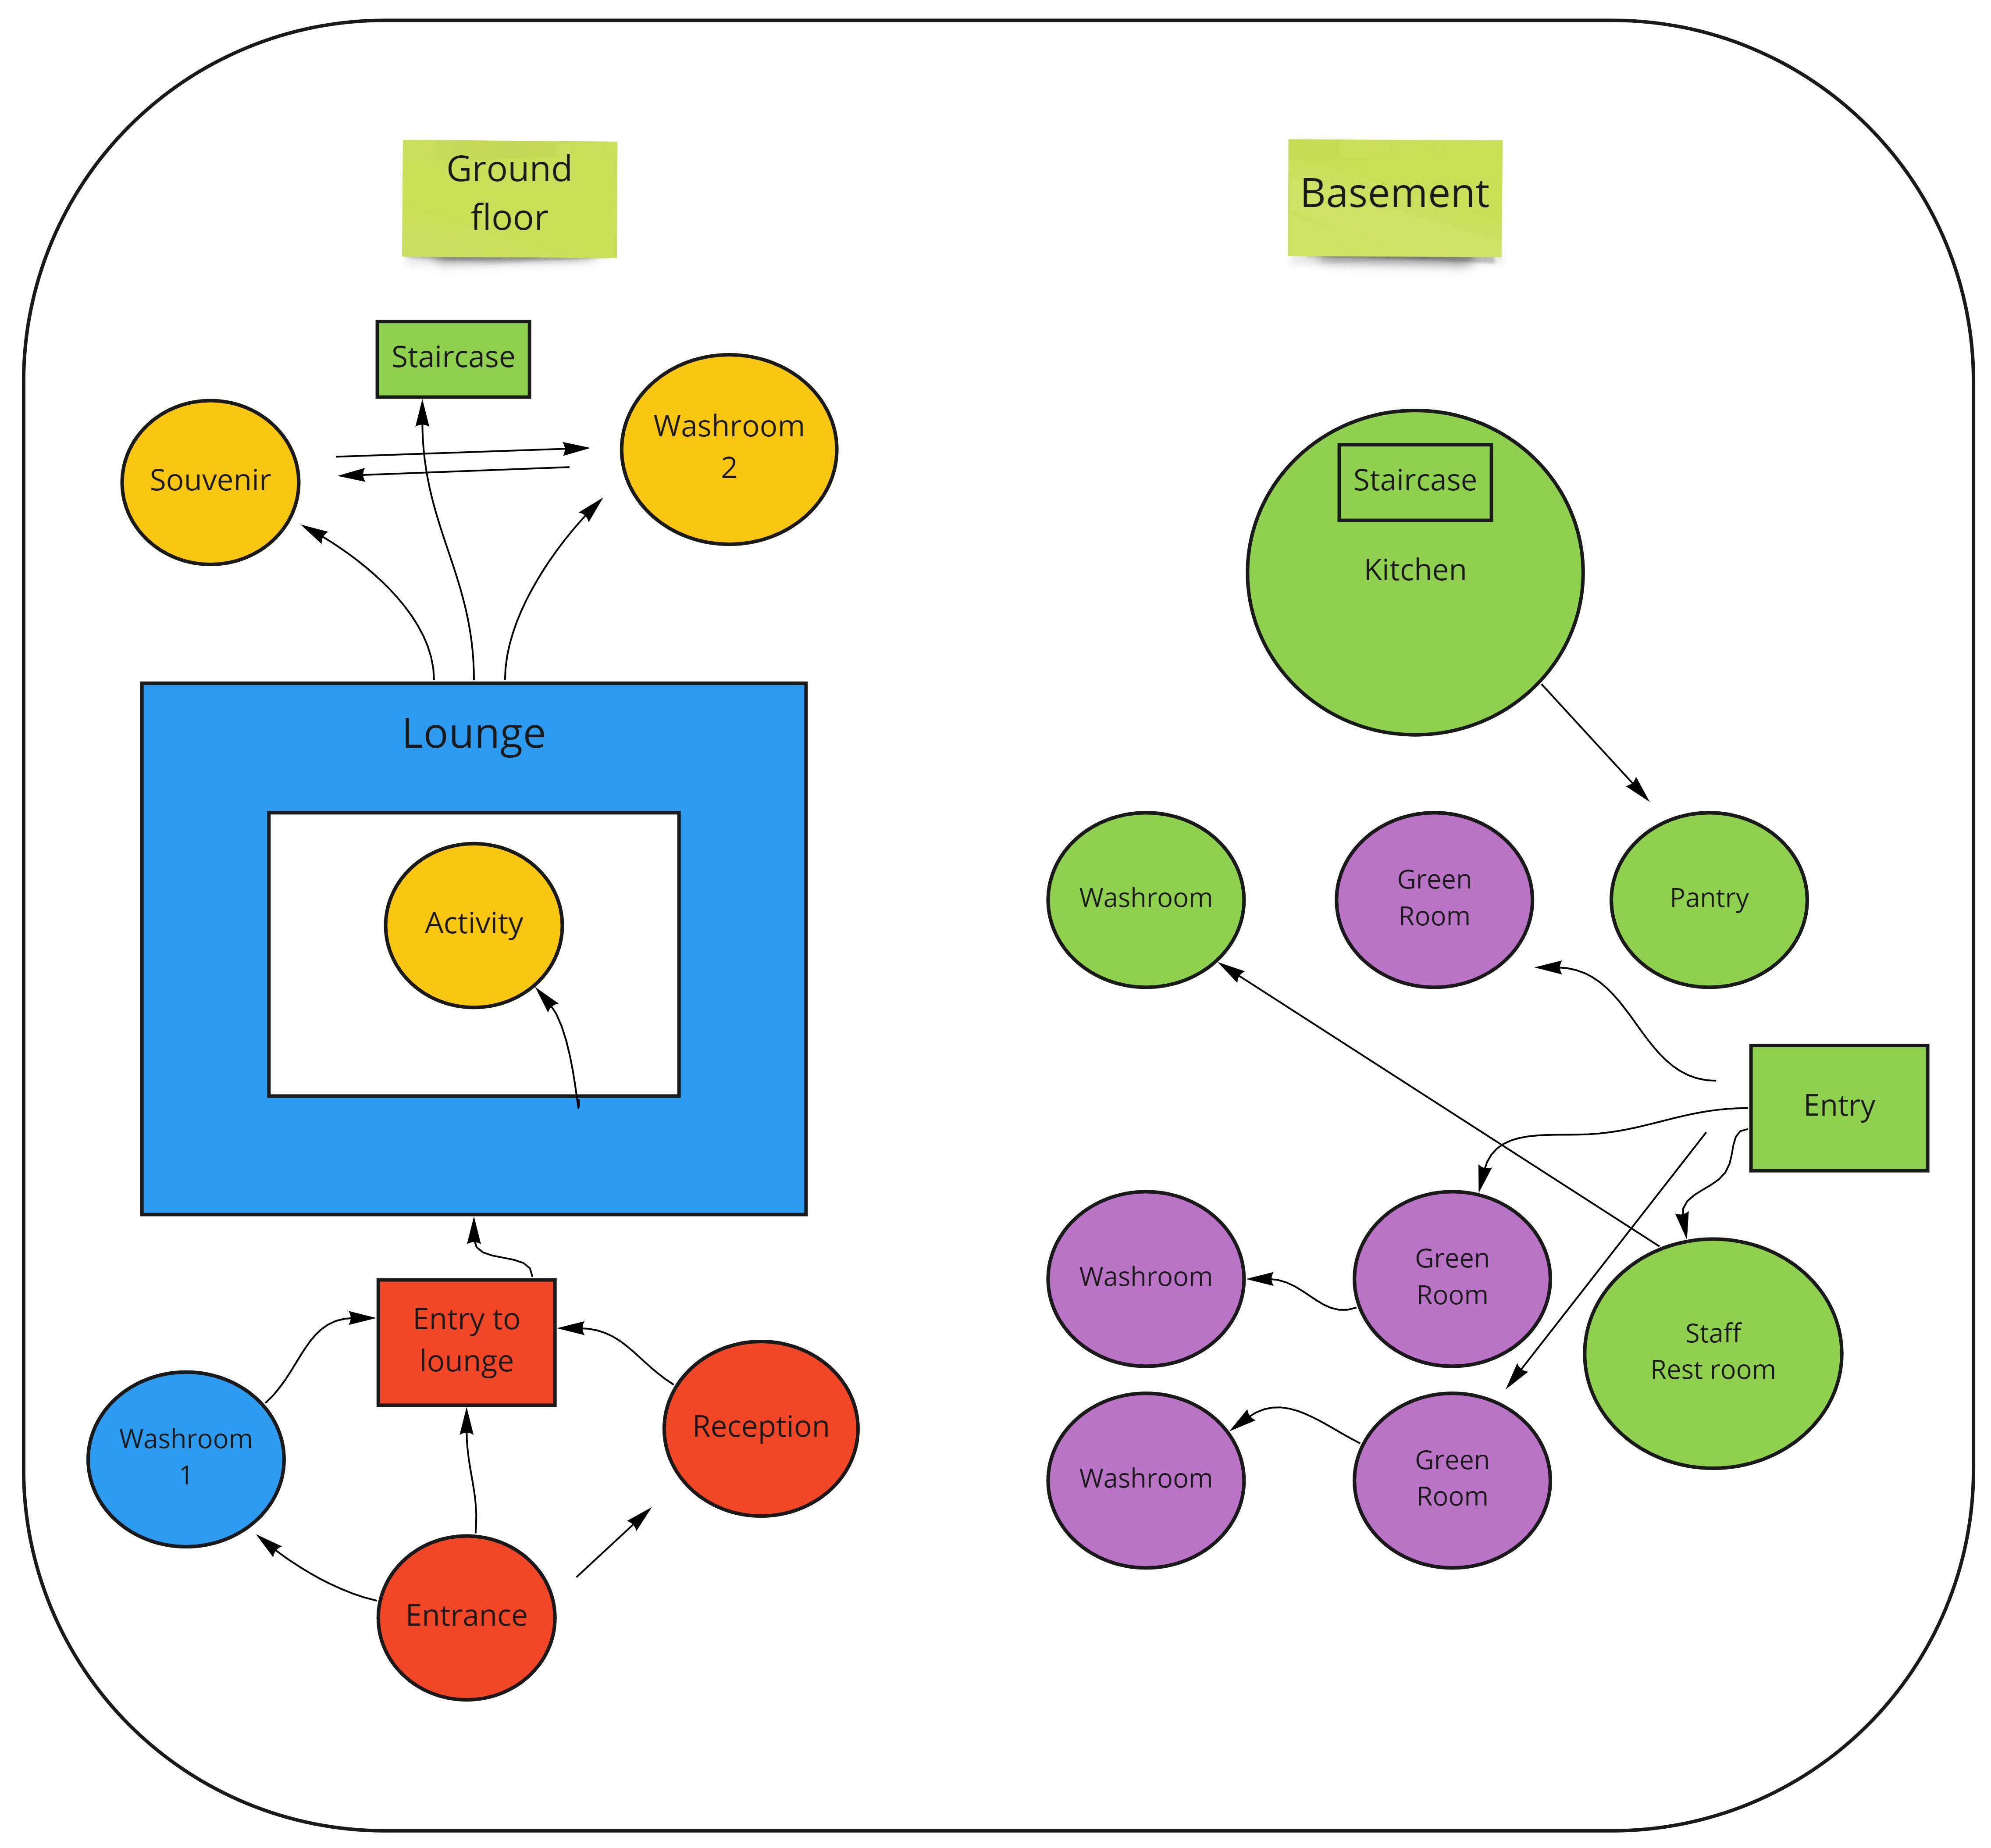 Ground
floor
Staircase
Souvenir
Washroom
2
Lounge
Activity
Entry to
lounge
Washroom
1
Reception
Entrance
Basement
Staircase
Kitchen
Washroom
Green
Room
Pantry
Entry
Washroom
Green
Room
Staff
Rest room
Washroom
Green
Room